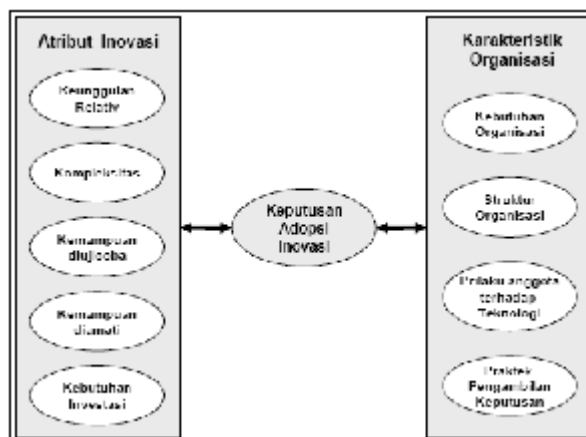 Atribut Inovasi
Keunggulan
Relatif
Kompleksitas
Kemampuan
diujicoba
Kemampuan
diamati
Kebutuhan
Investasi
Keputusan
Adopsi
Inovasi
Karakteristik
Organisasi
Kebutuhan
Organisasi
Struktur
Organisasi
Prilaku anggota
terhadap
Teknologi
Praktek
Pengambilan
Keputusan